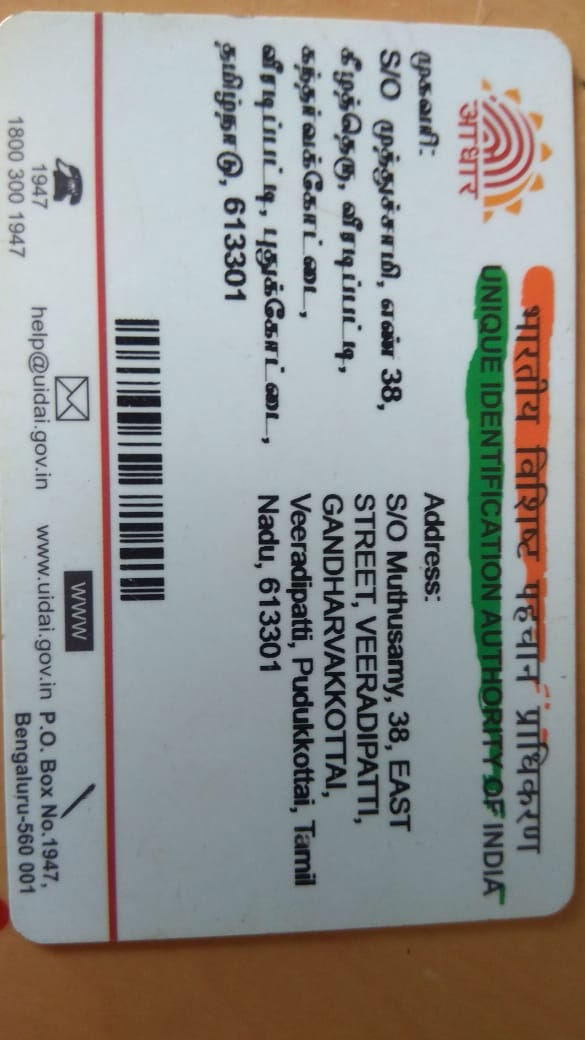 आधार
भारतीय विशिष्ट पहचान प्राधिकरण
UNIQUE IDENTIFICATION AUTHORITY OF INDIA
முகவரி:
S/O முத்துச்சாமி, எண் 38,
கீழத்தெரு, வீரடிப்பட்டி,
கந்தர்வக்கோட்டை,
வீரடிப்பட்டி, புதுக்கோட்டை,
தமிழ்நாடு, 613301
Address:
S/O Muthusamy, 38, EAST
STREET, VEERADIPATTI,
GANDHARVAKKOTTAI,
Veeradipatti, Pudukkottai, Tamil
Nadu, 613301
1947
1800 300 1947
help@uidai.gov.in
WWW
www.uidai.gov.in
P.O. Box No.1947,
Bengaluru-560 001